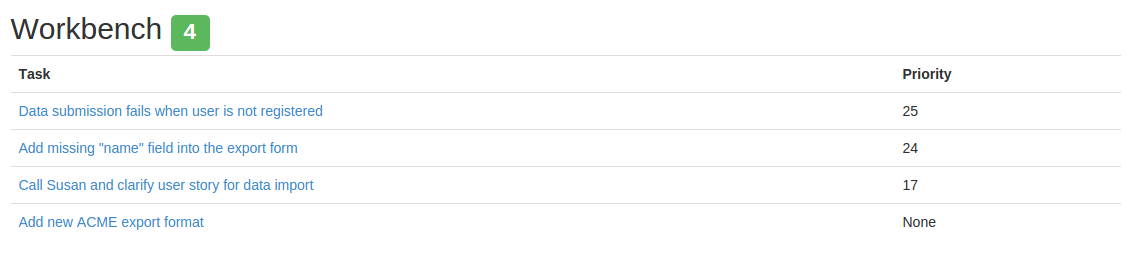 Workbench 4
Task Priority
Data submission fails when user is not registered 25
Add missing "name" field into the export form 24
Call Susan and clarify user story for data import 17
Add new ACME export format None